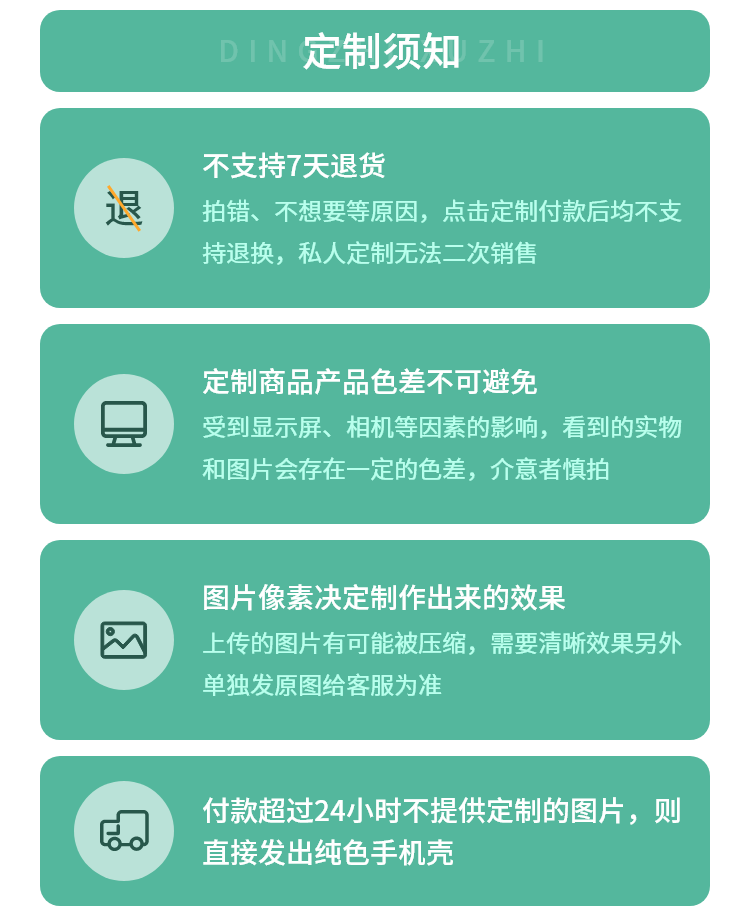 定制须知
不支持7天退货
退
拍错、不想要等原因，点击定制付款后均不支
持退换，私人定制无法二次销售
定制商品产品色差不可避免
受到显示屏、相机等因素的影响，看到的实物
和图片会存在一定的色差，介意者慎拍
图片像素决定制作出来的效果
上传的图片有可能被压缩，需要清晰效果另外
单独发原图给客服为准
付款超过24小时不提供定制的图片，则
直接发出纯色手机壳